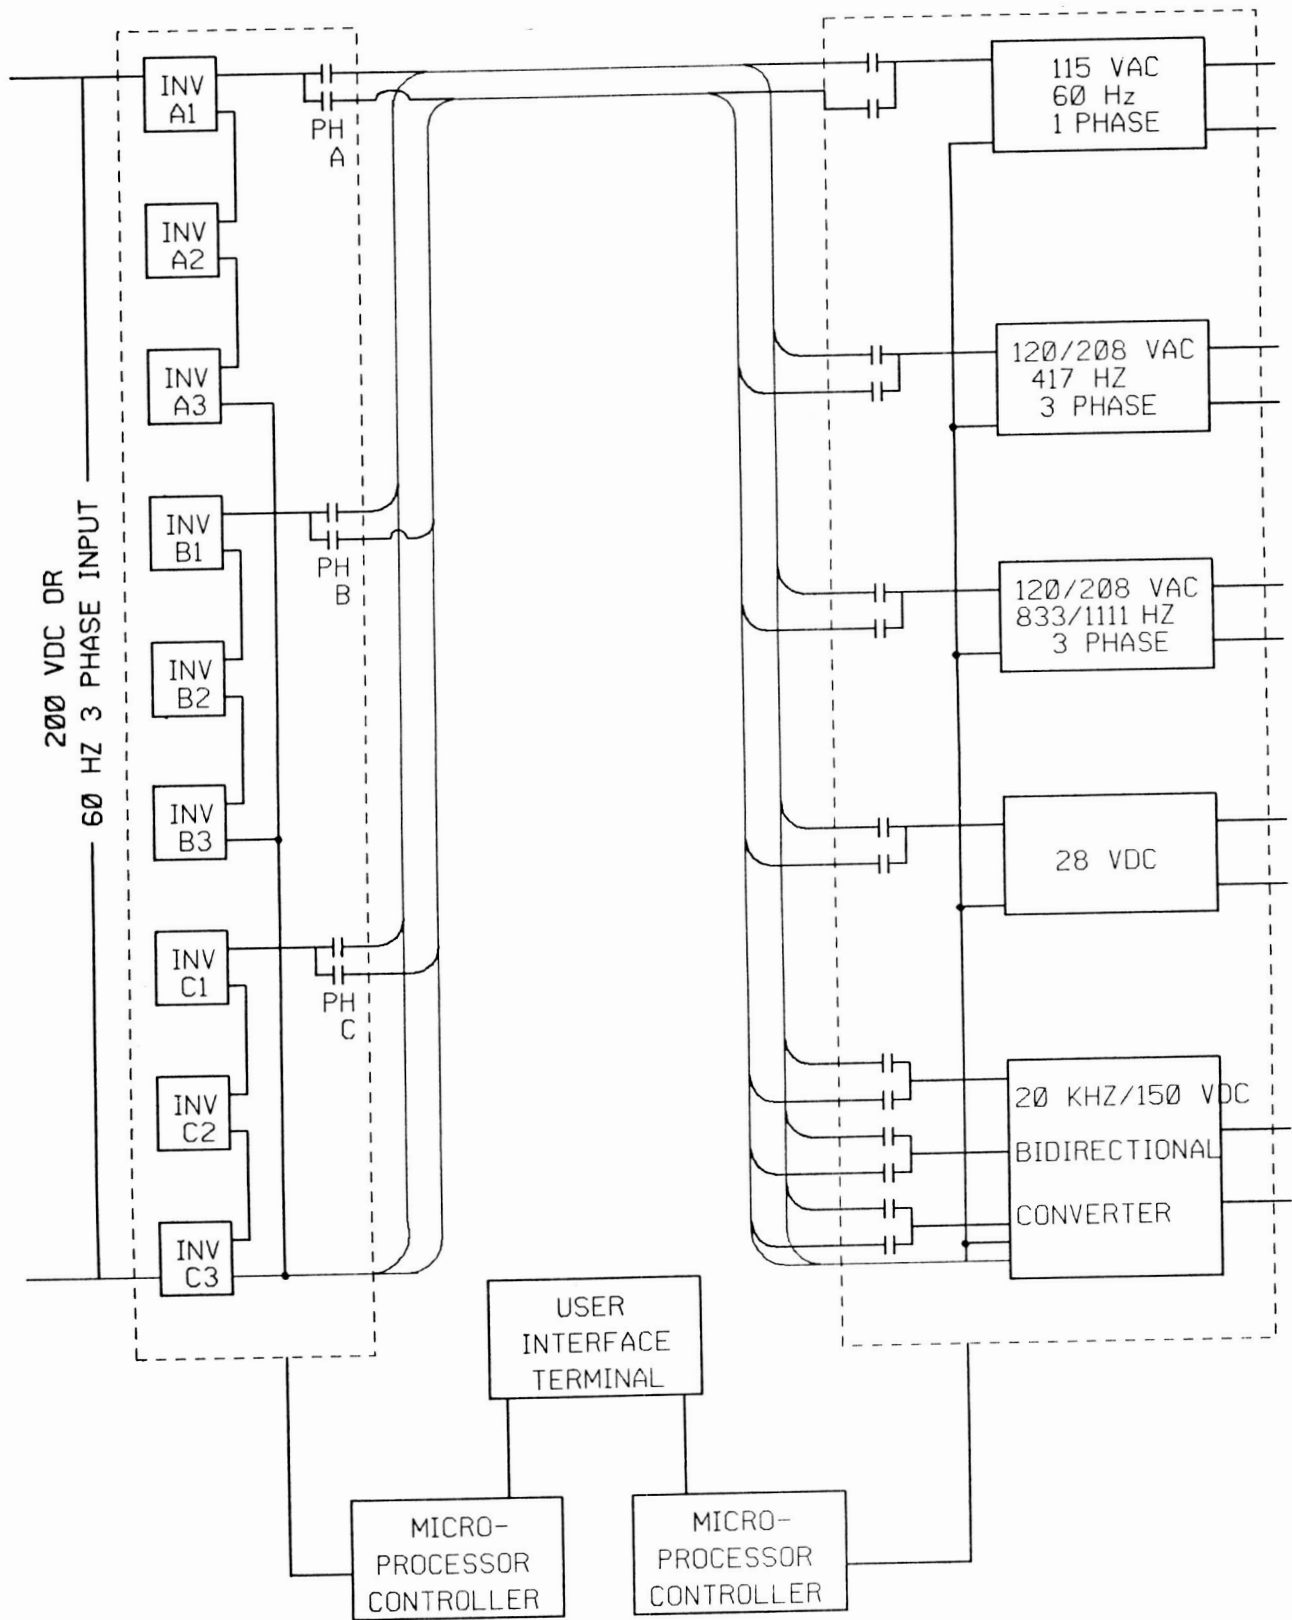 200 VDC OR
60 HZ 3 PHASE INPUT
INV
A1
INV
A2
INV
A3
INV
B1
INV
B2
INV
B3
INV
C1
INV
C2
INV
C3
PH
A
PH
B
PH
C
115 VAC
60 Hz
1 PHASE
120/208 VAC
417 HZ
3 PHASE
120/208 VAC
833/1111 HZ
3 PHASE
28 VDC
20 KHZ/150 VDC
BIDIRECTIONAL
CONVERTER
USER
INTERFACE
TERMINAL
MICRO-
PROCESSOR
CONTROLLER
MICRO-
PROCESSOR
CONTROLLER